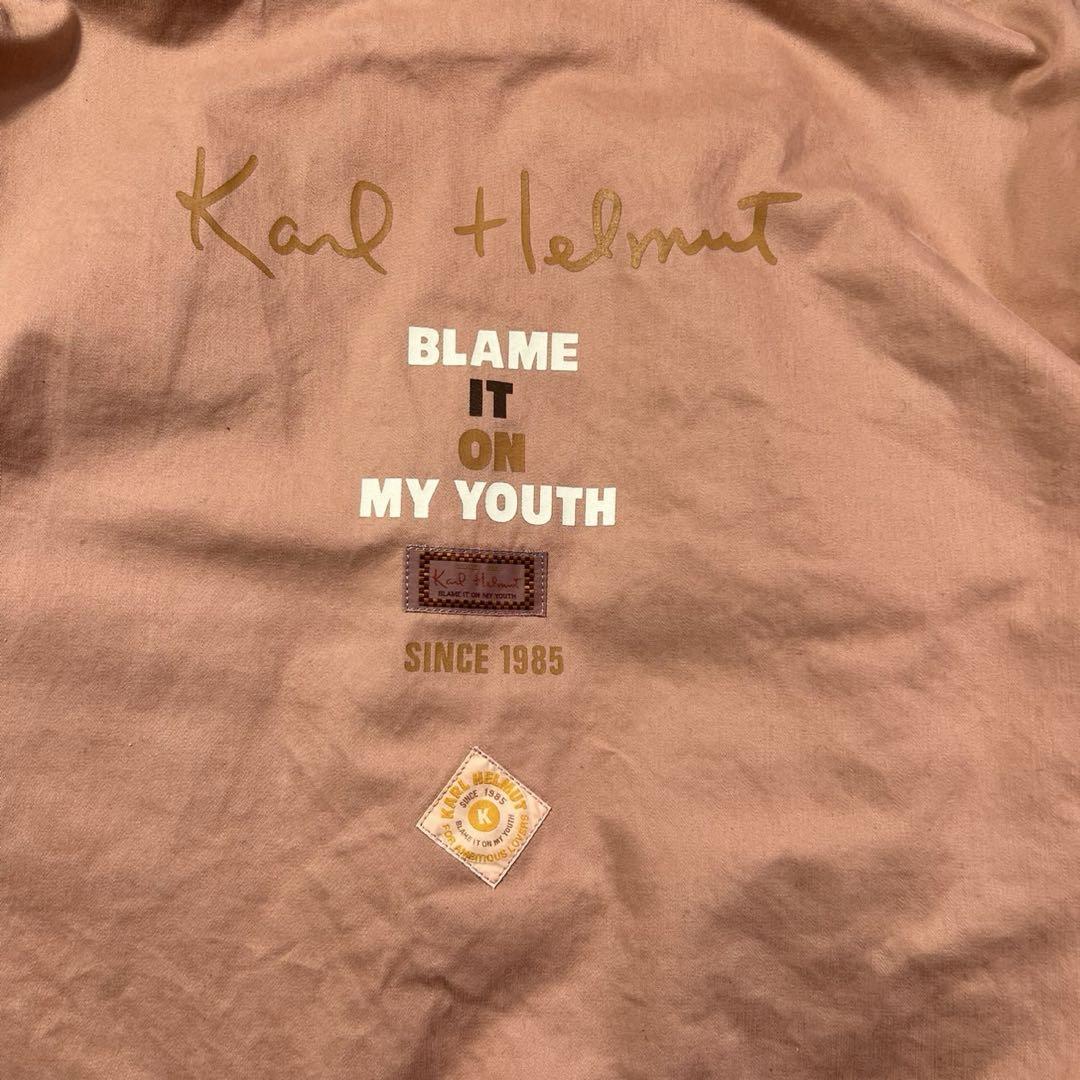 Karl Helmut
BLAME
IT
ON
MY YOUTH
Karl Helmut
BLAME IT ON MY YOUTH
SINCE 1985
KARL HELMUT
SINCE 1985
K
BLAME IT ON MY YOUTH
FOR AMBITIOUS LOVERS